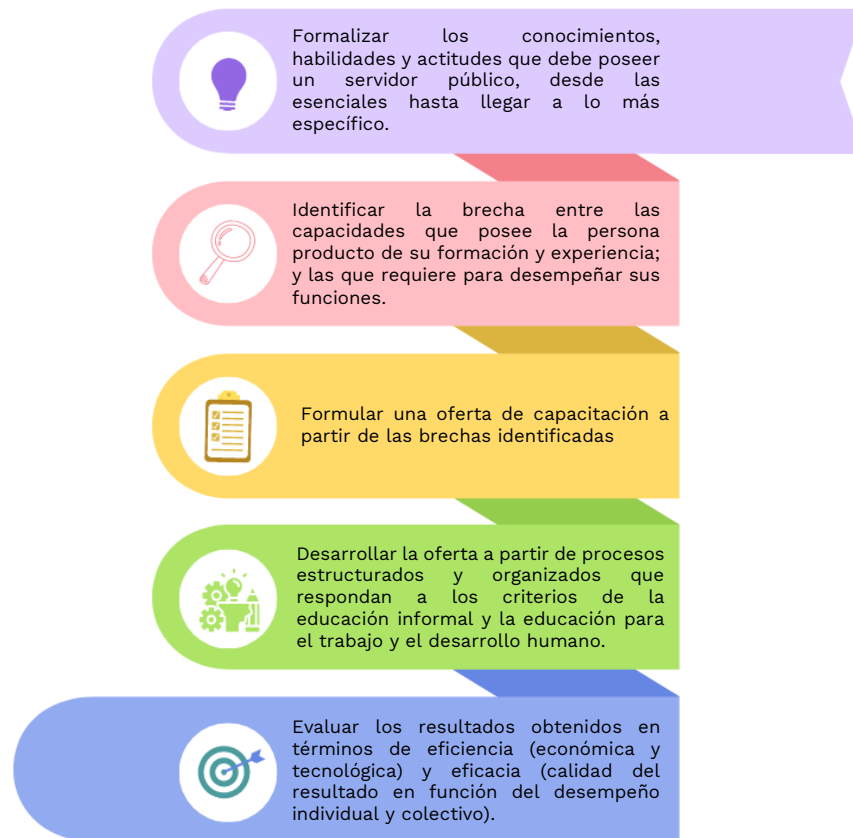 Formalizar los conocimientos,
habilidades y actitudes que debe poseer
un servidor público, desde las
esenciales hasta llegar a lo más
específico.
Identificar la brecha entre las
capacidades que posee la persona
producto de su formación y experiencia;
y las que requiere para desempeñar sus
funciones.
Formular una oferta de capacitación a
partir de las brechas identificadas
Desarrollar la oferta a partir de procesos
estructurados y organizados que
respondan a los criterios de la
educación informal y la educación para
el trabajo y el desarrollo humano.
Evaluar los resultados obtenidos en
términos de eficiencia (económica y
tecnológica) y eficacia (calidad del
resultado en función del desempeño
individual y colectivo).